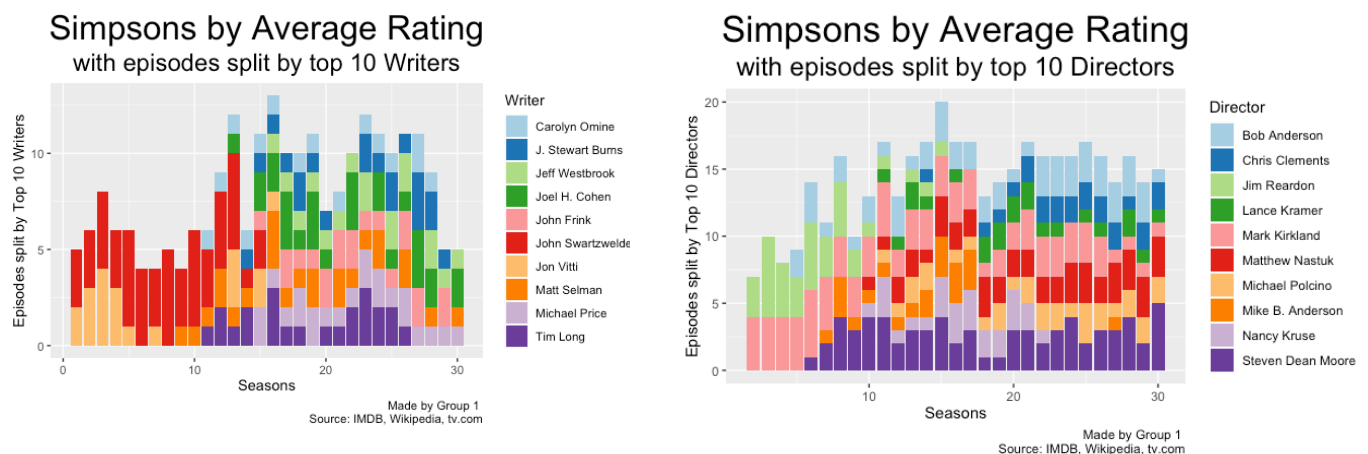 Simpsons by Average Rating
with episodes split by top 10 Writers
Episodes split by Top 10 Writers
10
5
0
0
10
20
30
Seasons
Writer
Carolyn Omine
J. Stewart Burns
Jeff Westbrook
Joel H. Cohen
John Frink
John Swartzwelde
Jon Vitti
Matt Selman
Michael Price
Tim Long
Made by Group 1
Source: IMDB, Wikipedia, tv.com
Simpsons by Average Rating
with episodes split by top 10 Directors
Episodes split by Top 10 Directors
20
15
10
5
0
10
20
30
Seasons
Director
Bob Anderson
Chris Clements
Jim Reardon
Lance Kramer
Mark Kirkland
Matthew Nastuk
Michael Polcino
Mike B. Anderson
Nancy Kruse
Steven Dean Moore
Made by Group 1
Source: IMDB, Wikipedia, tv.com